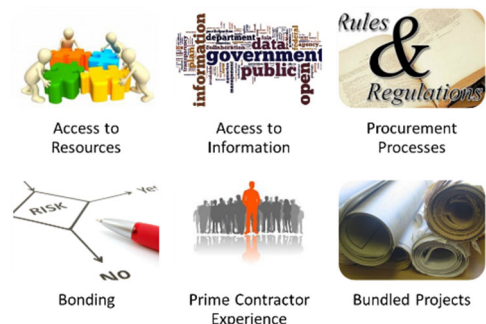 information
department
data
government
public
open
Rules
&
Regulations
Access to
Resources
Access to
Information
Procurement
Processes
RISK
Yes
NO
Bonding
Prime Contractor
Experience
Bundled Projects